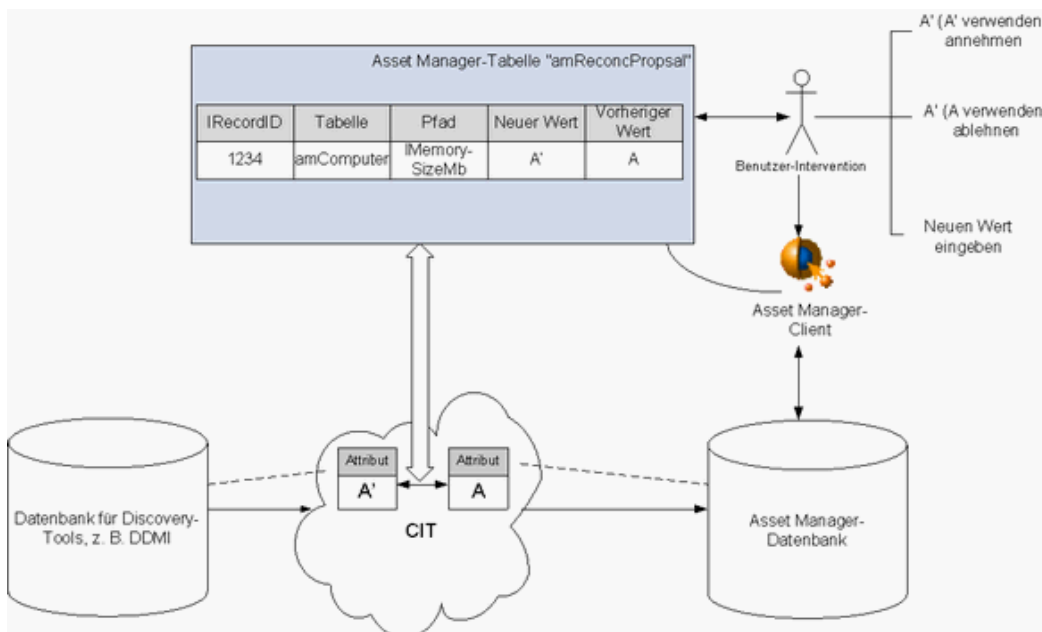 Asset Manager-Tabelle "amReconcPropsal"
IRecordID
Tabelle
Pfad
Neuer Wert
Vorheriger
Wert
1234
amComputer
lMemory-
SizeMb
A'
A
A' (A' verwenden
annehmen
A' (A verwenden
ablehnen
Benutzer-Intervention
Neuen Wert
eingeben
Asset Manager-
Client
Attribut
A'
Attribut
A
CIT
Datenbank für Discovery-
Tools, z. B. DDMI
Asset Manager-
Datenbank